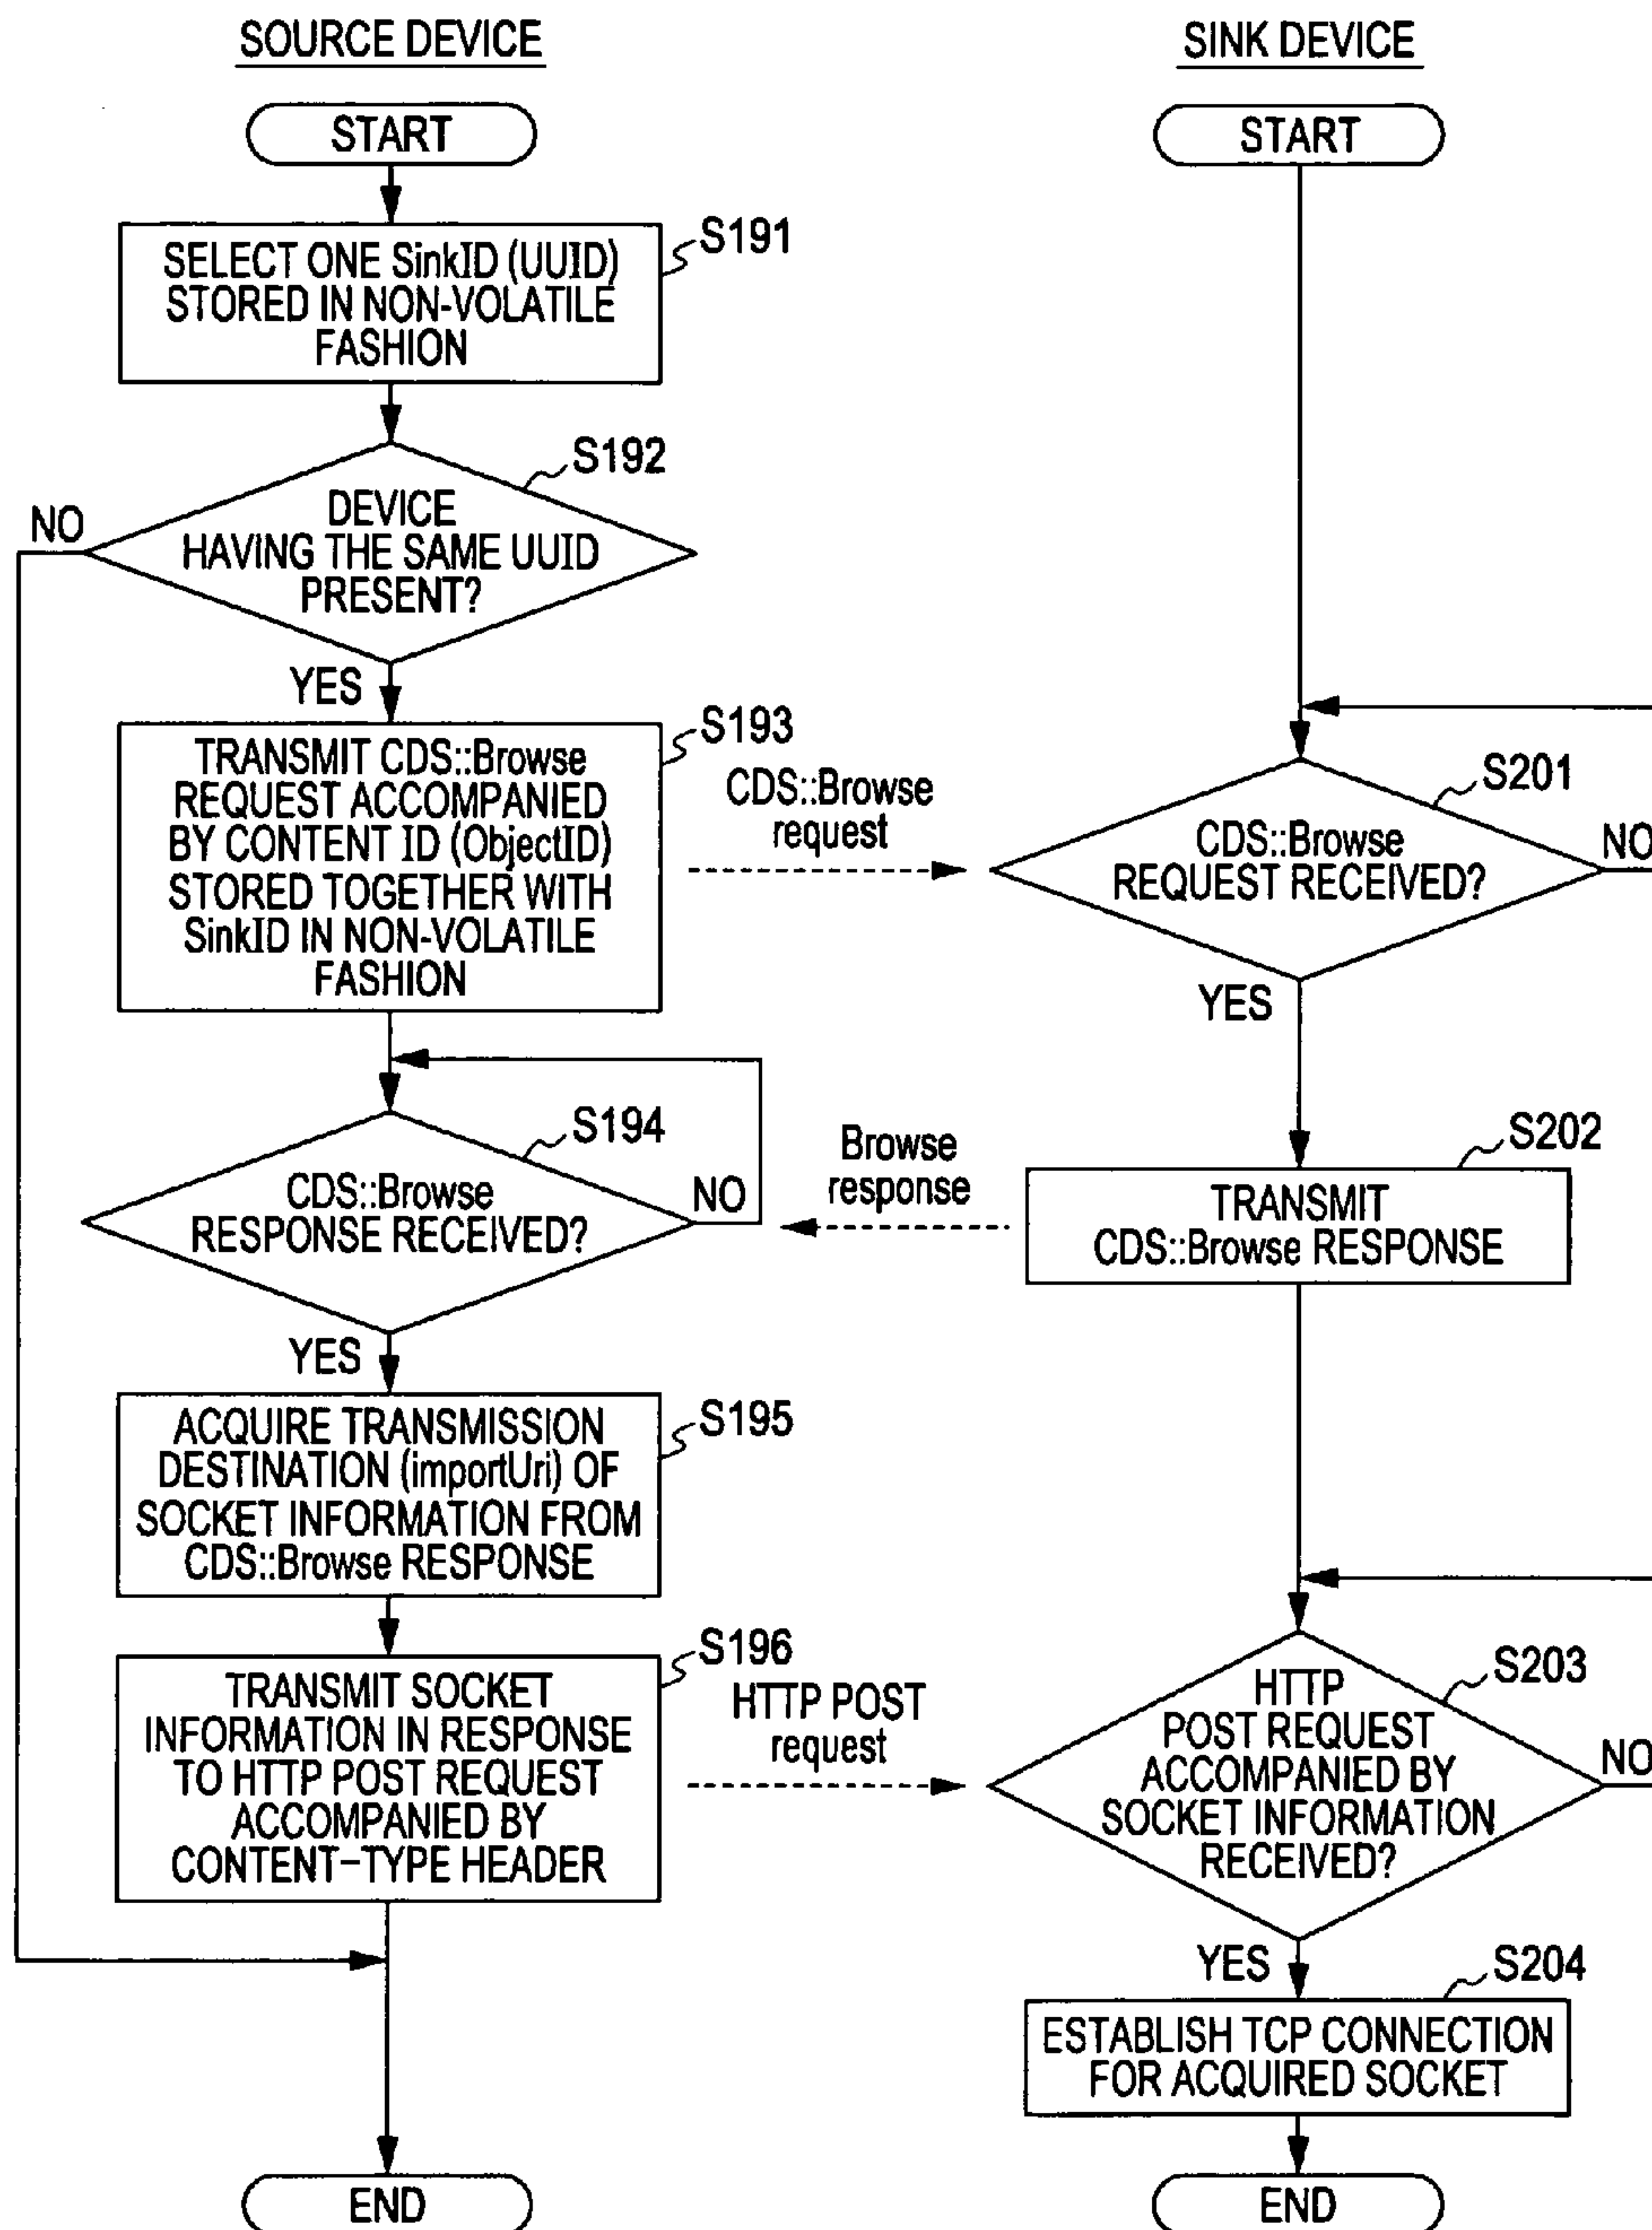 SOURCE DEVICE
START
SELECT ONE SinkID (UUID)
STORED IN NON-VOLATILE
FASHION
S191
DEVICE
HAVING THE SAME UUID
PRESENT?
S192
NO
YES
TRANSMIT CDS::Browse
REQUEST ACCOMPANIED
BY CONTENT ID (ObjectID)
STORED TOGETHER WITH
SinkID IN NON-VOLATILE
FASHION
S193
CDS::Browse
request
CDS::Browse
RESPONSE RECEIVED?
S194
NO
YES
Browse
response
ACQUIRE TRANSMISSION
DESTINATION (importUri) OF
SOCKET INFORMATION FROM
CDS::Browse RESPONSE
S195
TRANSMIT SOCKET
INFORMATION IN RESPONSE
TO HTTP POST REQUEST
ACCOMPANIED BY
CONTENT-TYPE HEADER
S196
HTTP POST
request
END
SINK DEVICE
START
CDS::Browse
REQUEST RECEIVED?
S201
NO
YES
TRANSMIT
CDS::Browse RESPONSE
S202
HTTP
POST REQUEST
ACCOMPANIED BY
SOCKET INFORMATION
RECEIVED?
S203
NO
YES
ESTABLISH TCP CONNECTION
FOR ACQUIRED SOCKET
S204
END